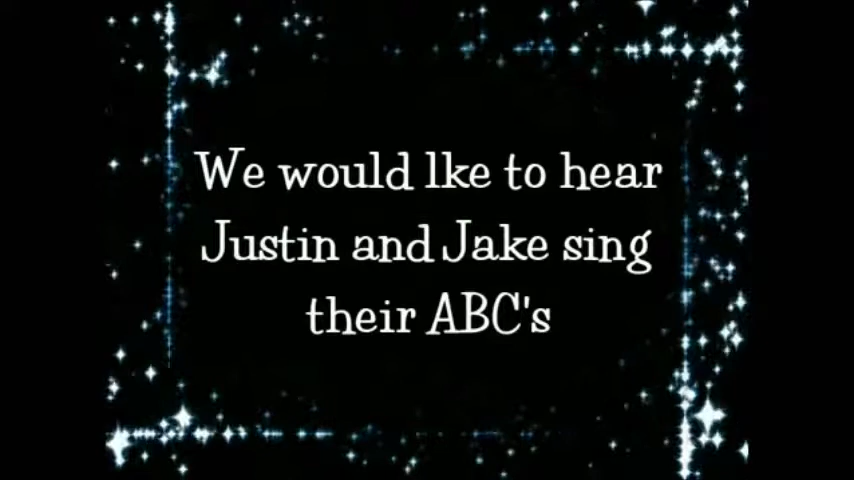 We would lke to hear
Justin and Jake sing
their ABC's